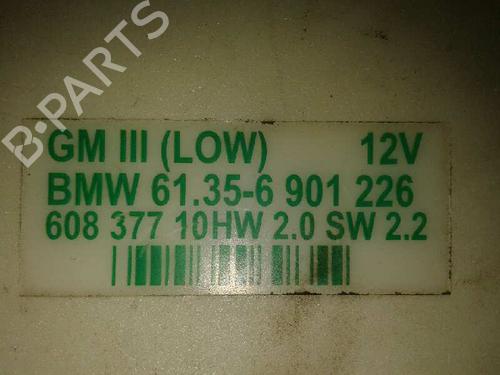 B-PARTS
GM III (LOW) 12V
BMW 61.35-6 901 226
608 377 10HW 2.0 SW 2.2
B-PARTS